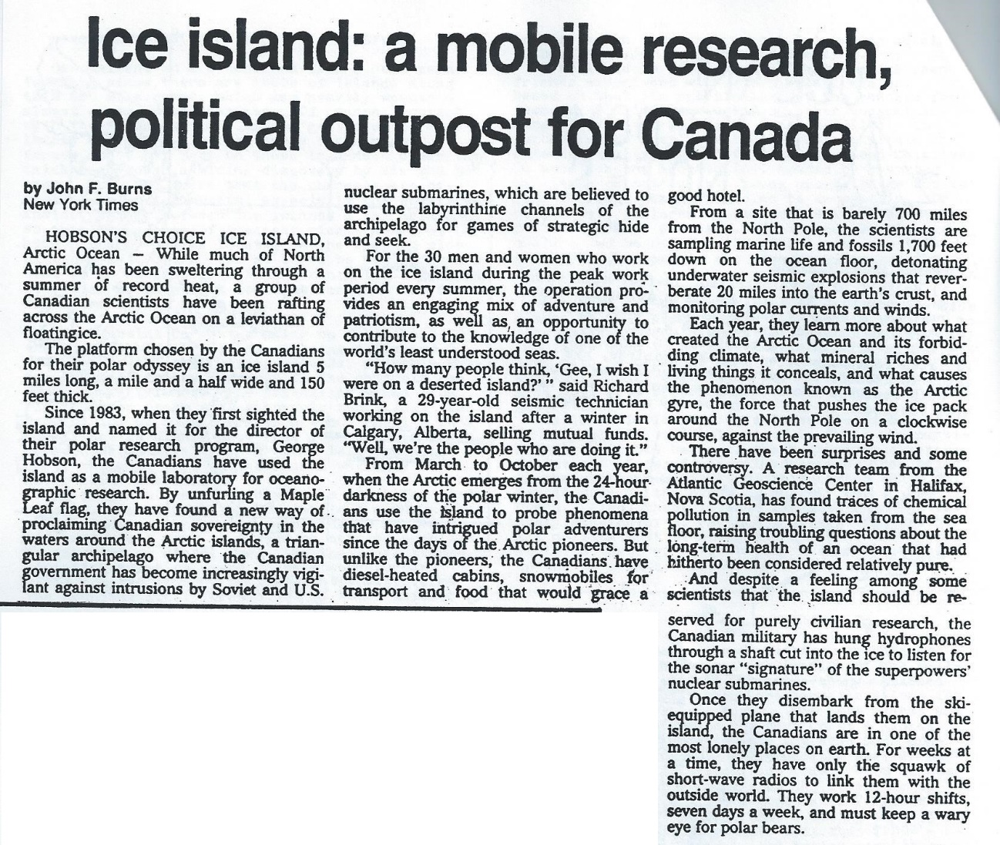 Ice island: a mobile research,
political outpost for Canada
by John F. Burns
New York Times
HOBSON'S CHOICE ICE ISLAND,
Arctic Ocean — While much of North
America has been sweltering through a
summer of record heat, a group of
Canadian scientists have been rafting
across the Arctic Ocean on a leviathan of
floatingice.
The platform chosen by the Canadians
for their polar odyssey is an ice island 5
miles long, a mile and a half wide and 150
feet thick.
Since 1983, when they first sighted the
island and named it for the director of
their polar research program, George
Hobson, the Canadians have used the
island as a mobile laboratory for oceano-
graphic research. By unfurling a Maple
Leaf flag, they have found a new way of
proclaiming Canadian sovereignty in the
waters around the Arctic islands, a trian-
gular archipelago where the Canadian
government has become increasingly vigi-
lant against intrusions by Soviet and U.S.
nuclear submarines, which are believed to
use the labyrinthine channels of the
archipelago for games of strategic hide
and seek.
For the 30 men and women who work
on the ice island during the peak work
period every summer, the operation pro-
vides an engaging mix of adventure and
patriotism, as well as, an opportunity to
contribute to the knowledge of one of the
world's least understood seas.
"How many people think, 'Gee, I wish I
were on a deserted island?' " said Richard
Brink, a 29-year-old seismic technician
working on the island after a winter in
Calgary, Alberta, selling mutual funds.
"Well, we're the people who are doing it."
From March to October each year,
when the Arctic emerges from the 24-hour
darkness of the polar winter, the Canadi-
ans use the island to probe phenomena
that have intrigued polar adventurers
since the days of the Arctic pioneers. But
unlike the pioneers, the Canadians have
diesel-heated cabins, snowmobiles for
transport and food that would grace a
good hotel.
From a site that is barely 700 miles
from the North Pole, the scientists are
sampling marine life and fossils 1,700 feet
down on the ocean floor, detonating
underwater seismic explosions that rever-
berate 20 miles into the earth's crust, and
monitoring polar currents and winds.
Each year, they learn more about what
created the Arctic Ocean and its forbid-
ding climate, what mineral riches and
living things it conceals, and what causes
the phenomenon known as the Arctic
gyre, the force that pushes the ice pack
around the North Pole on a clockwise
course, against the prevailing wind.
There have been surprises and some
controversy. A research team from the
Atlantic Geoscience Center in Halifax,
Nova Scotia, has found traces of chemical
pollution in samples taken from the sea
floor, raising troubling questions about the
long-term health of an ocean that had
hitherto been considered relatively pure.
And despite a feeling among some
scientists that the island should be re-
served for purely civilian research, the
Canadian military has hung hydrophones
through a shaft cut into the ice to listen for
the sonar "signature" of the superpowers'
nuclear submarines.
Once they disembark from the ski-
equipped plane that lands them on the
island, the Canadians are in one of the
most lonely places on earth. For weeks at
a time, they have only the squawk of
short-wave radios to link them with the
outside world. They work 12-hour shifts,
seven days a week, and must keep a wary
eye for polar bears.